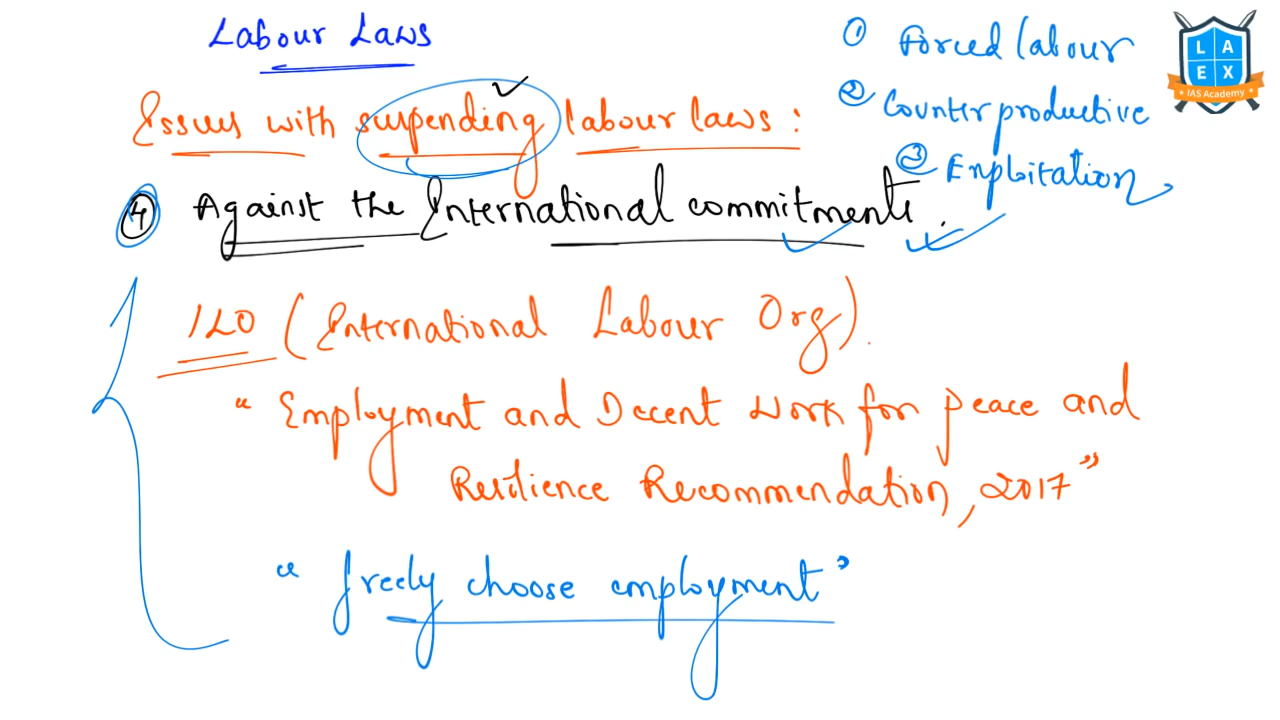 Labour Laws
Issues with suspending labour laws :
① Forced labour
② Counter productive
③ Exploitation
④ Against the International commitments.
ILO (International Labour Org).
"Employment and Decent Work for peace and
Resilience Recommendation, 2017"
"freely choose employment"
L A
E X
IAS Academy